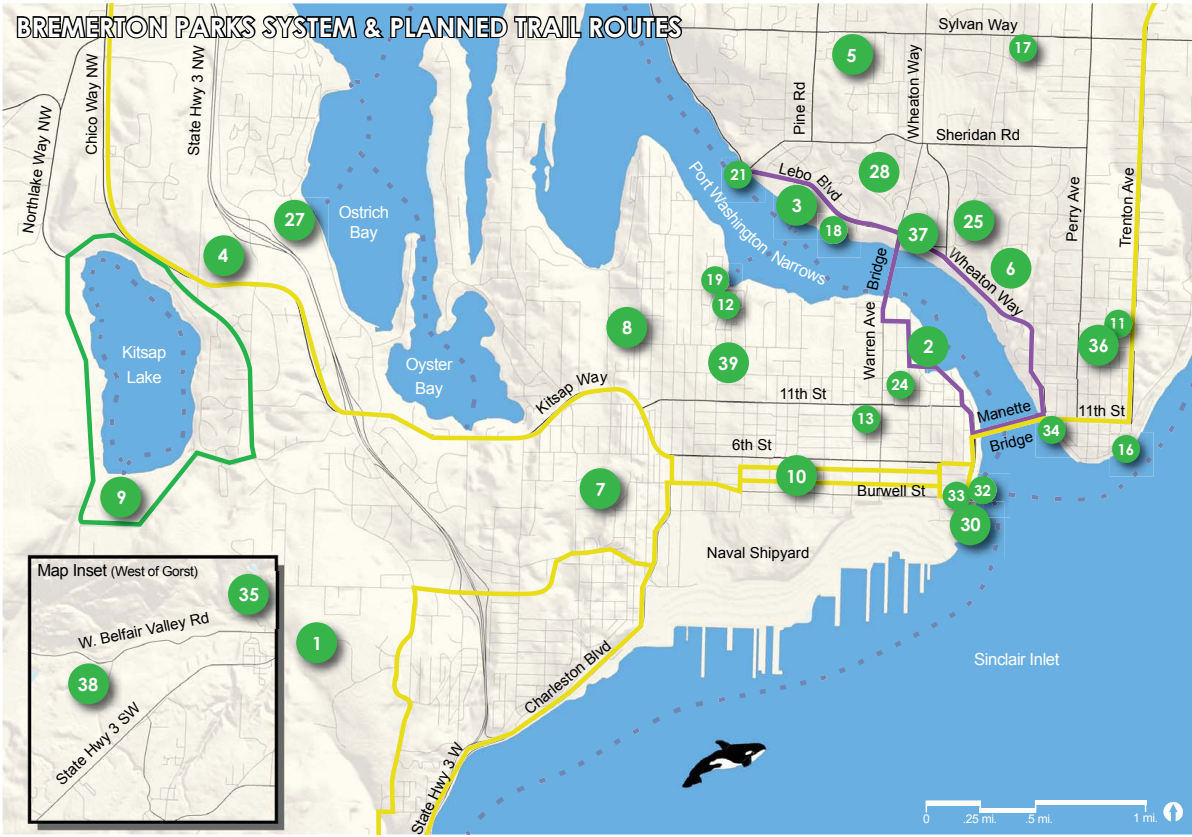 BREMERTON PARKS SYSTEM & PLANNED TRAIL ROUTES
Sylvan Way
17
5
Chico Way NW
State Hwy 3 NW
Northlake Way NW
Pine Rd
Wheaton Way
Sheridan Rd
Perry Ave
Trenton Ave
21
Lebo Blvd
28
3
18
37
25
Port Washington Narrows
27
Ostrich
Bay
4
Bridge
Wheaton Way
6
19
12
8
11
36
Kitsap
Lake
Oyster
Bay
39
Warren Ave
2
24
Kitsap Way
11th St
13
Manette
Bridge
11th St
34
16
6th St
9
7
10
Burwell St
33
32
30
Naval Shipyard
Map Inset (West of Gorst)
35
W. Belfair Valley Rd
38
State Hwy 3 SW
1
Charleston Blvd
State Hwy 3 W
Sinclair Inlet
0
.25 mi.
.5 mi.
1 mi.